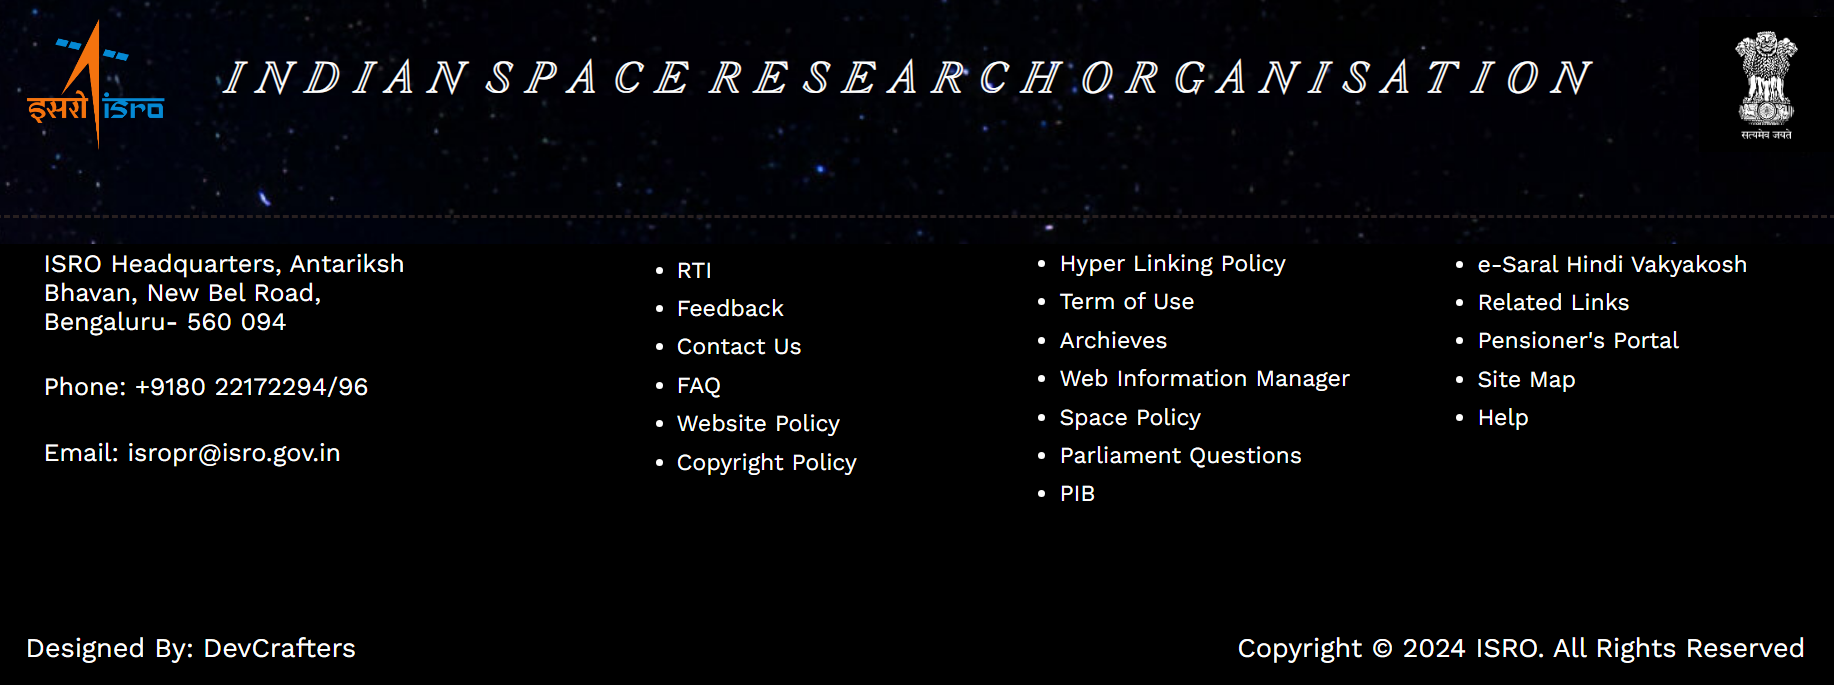 इसरो isro
INDIAN SPACE RESEARCH ORGANISATION
सत्यमेव जयते
ISRO Headquarters, Antariksh
Bhavan, New Bel Road,
Bengaluru- 560 094
Phone: +9180 22172294/96
Email: isropr@isro.gov.in
RTI
Feedback
Contact Us
FAQ
Website Policy
Copyright Policy
Hyper Linking Policy
Term of Use
Archieves
Web Information Manager
Space Policy
Parliament Questions
PIB
e-Saral Hindi Vakyakosh
Related Links
Pensioner's Portal
Site Map
Help
Designed By: DevCrafters
Copyright © 2024 ISRO. All Rights Reserved